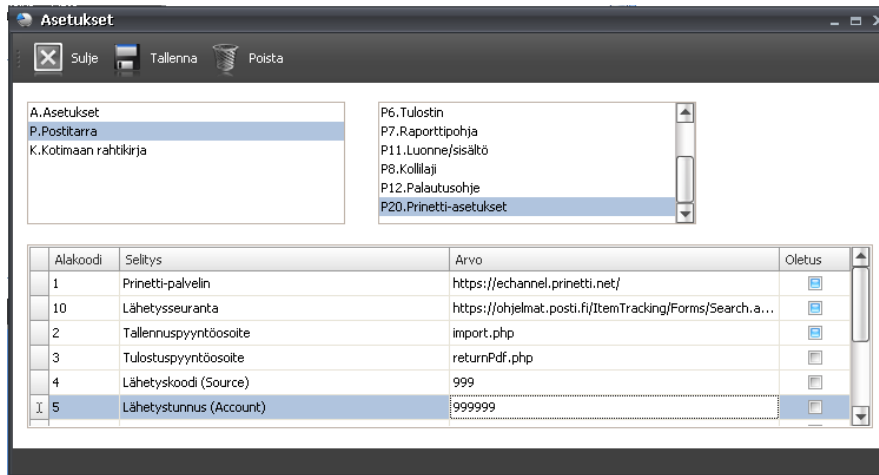 Asetukset
Sulje Tallenna Poista
A.Asetukset
P.Postitarra
K.Kotimaan rahtikirja
P6.Tulostin
P7.Raporttipohja
P11.Luonne/sisältö
P8.Kollilaji
P12.Palautusohje
P20.Prinetti-asetukset
Alakoodi Selitys Arvo Oletus
1 Prinetti-palvelin https://echannel.prinetti.net/
10 Lähetysseuranta https://ohjelmat.posti.fi/ItemTracking/Forms/Search.a...
2 Tallennuspyyntöosoite import.php
3 Tulostuspyyntöosoite returnPdf.php
4 Lähetyskoodi (Source) 999
5 Lähetystunnus (Account) 999999